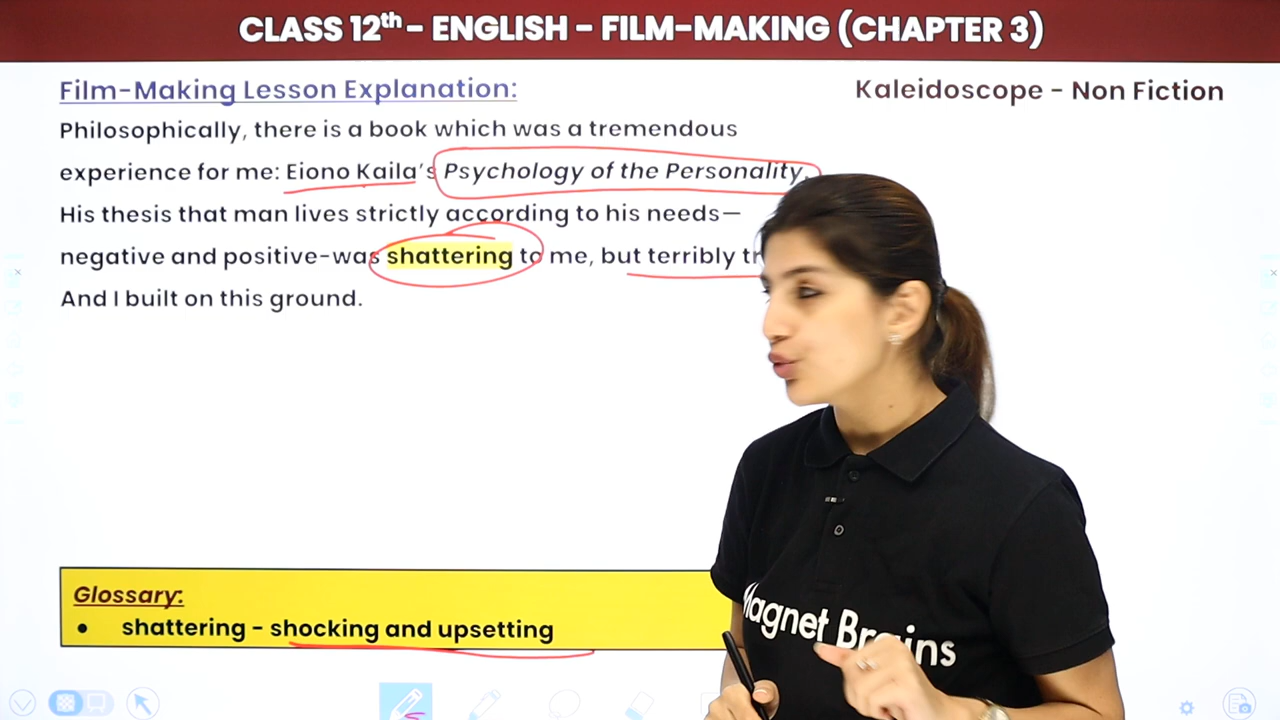 CLASS 12th - ENGLISH - FILM-MAKING (CHAPTER 3)
Film-Making Lesson Explanation:
Kaleidoscope - Non Fiction
Philosophically, there is a book which was a tremendous
experience for me: Eiono Kaila's Psychology of the Personality.
His thesis that man lives strictly according to his needs—
negative and positive-was shattering to me, but terribly
And I built on this ground.
Glossary:
• shattering - shocking and upsetting
Magnet Brains